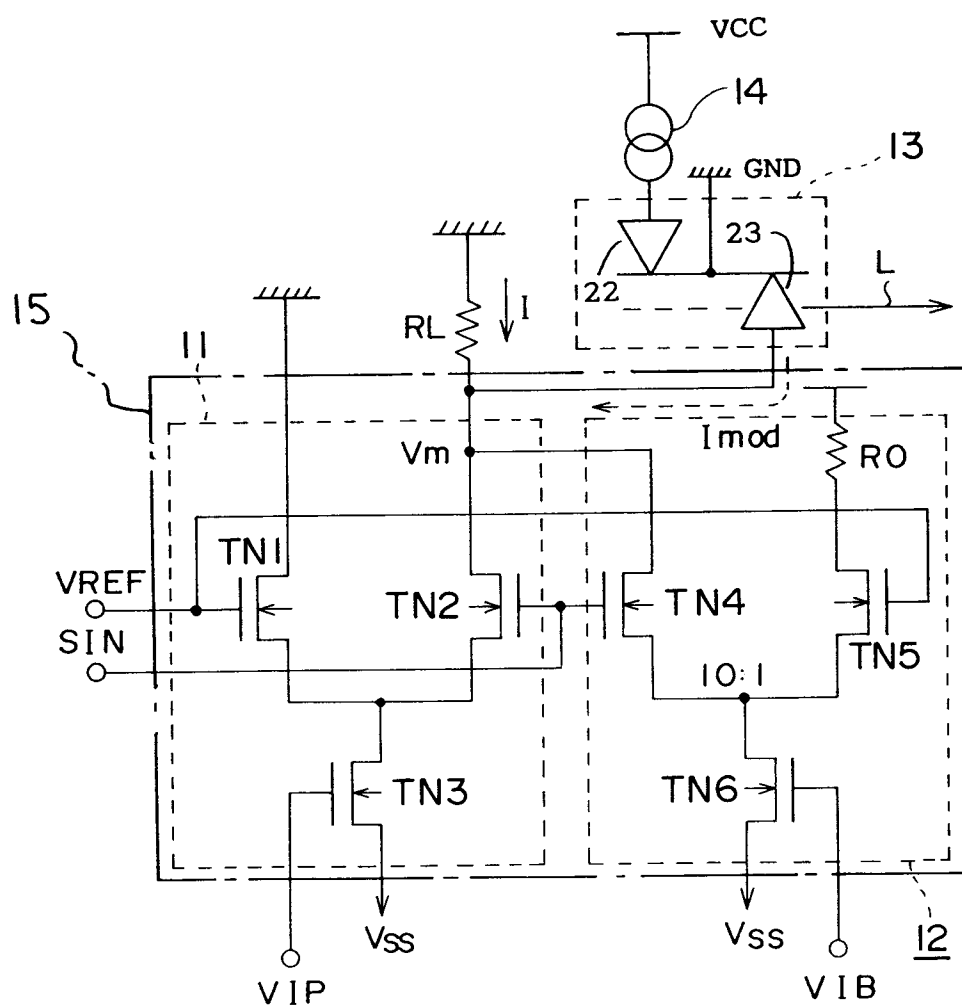 VCC
14
13
GND
23
22
L
15
11
RL
I
Imod
RO
Vm
TN1
VREF
TN2
TN4
SIN
TN5
10:1
TN3
TN6
VSS
VSS
12
VIP
VIB